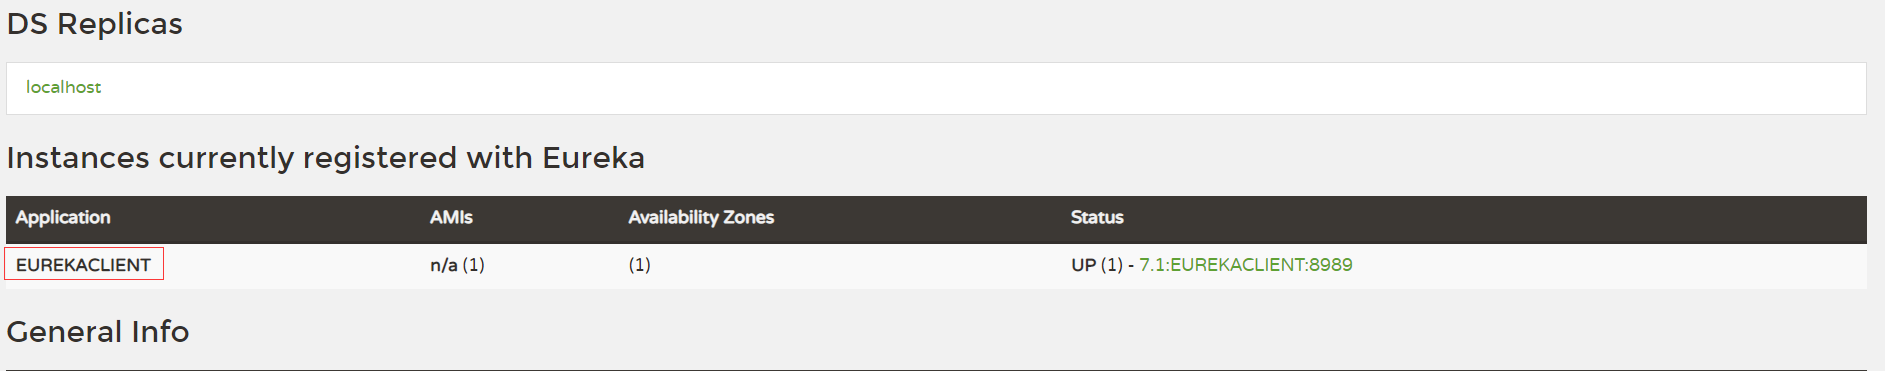 DS Replicas
localhost
Instances currently registered with Eureka
Application AMIs Availability Zones Status
EUREKACLIENT n/a (1) (1) UP (1) - 7.1:EUREKACLIENT:8989
General Info